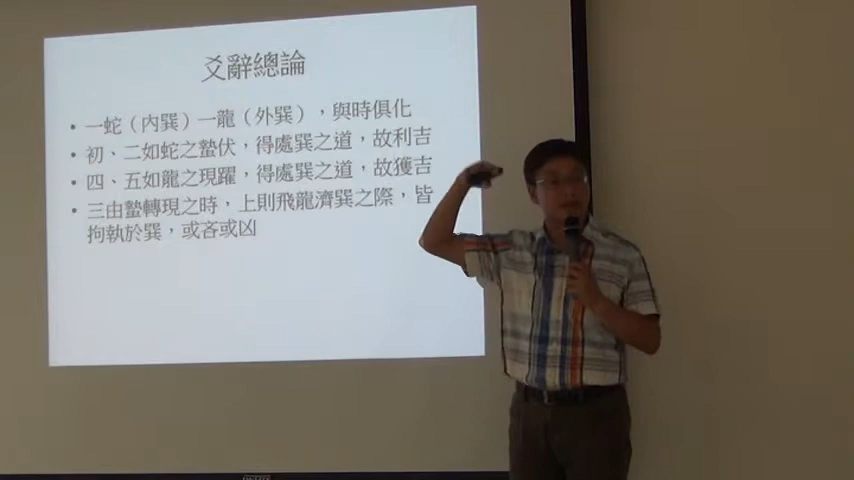 爻辭總論
• 一蛇（內巽）一龍（外巽），與時俱化
• 初、二如蛇之蟄伏，得處巽之道，故利吉
• 四、五如龍之現躍，得處巽之道，故獲吉
• 三由蟄轉現之時，上則飛龍濟巽之際，皆
拘執於巽，或吝或凶